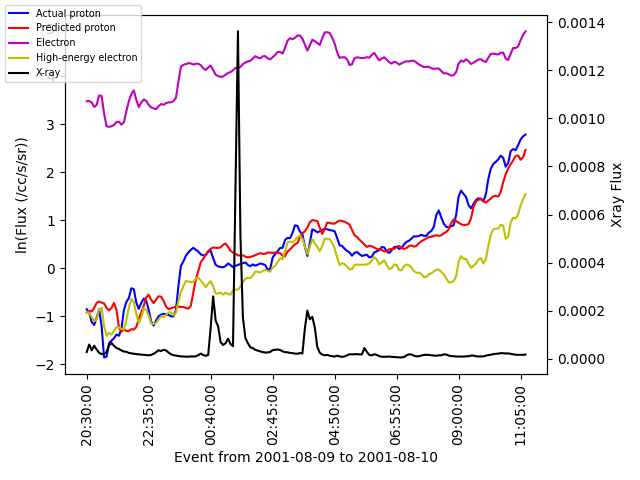 Actual proton
Predicted proton
Electron
High-energy electron
X-ray
3
2
1
0
−1
−2
ln(Flux (/cc/s/sr))
0.0014
0.0012
0.0010
0.0008
0.0006
0.0004
0.0002
0.0000
Xray Flux
20:30:00
22:35:00
00:40:00
02:45:00
04:50:00
06:55:00
09:00:00
11:05:00
Event from 2001-08-09 to 2001-08-10